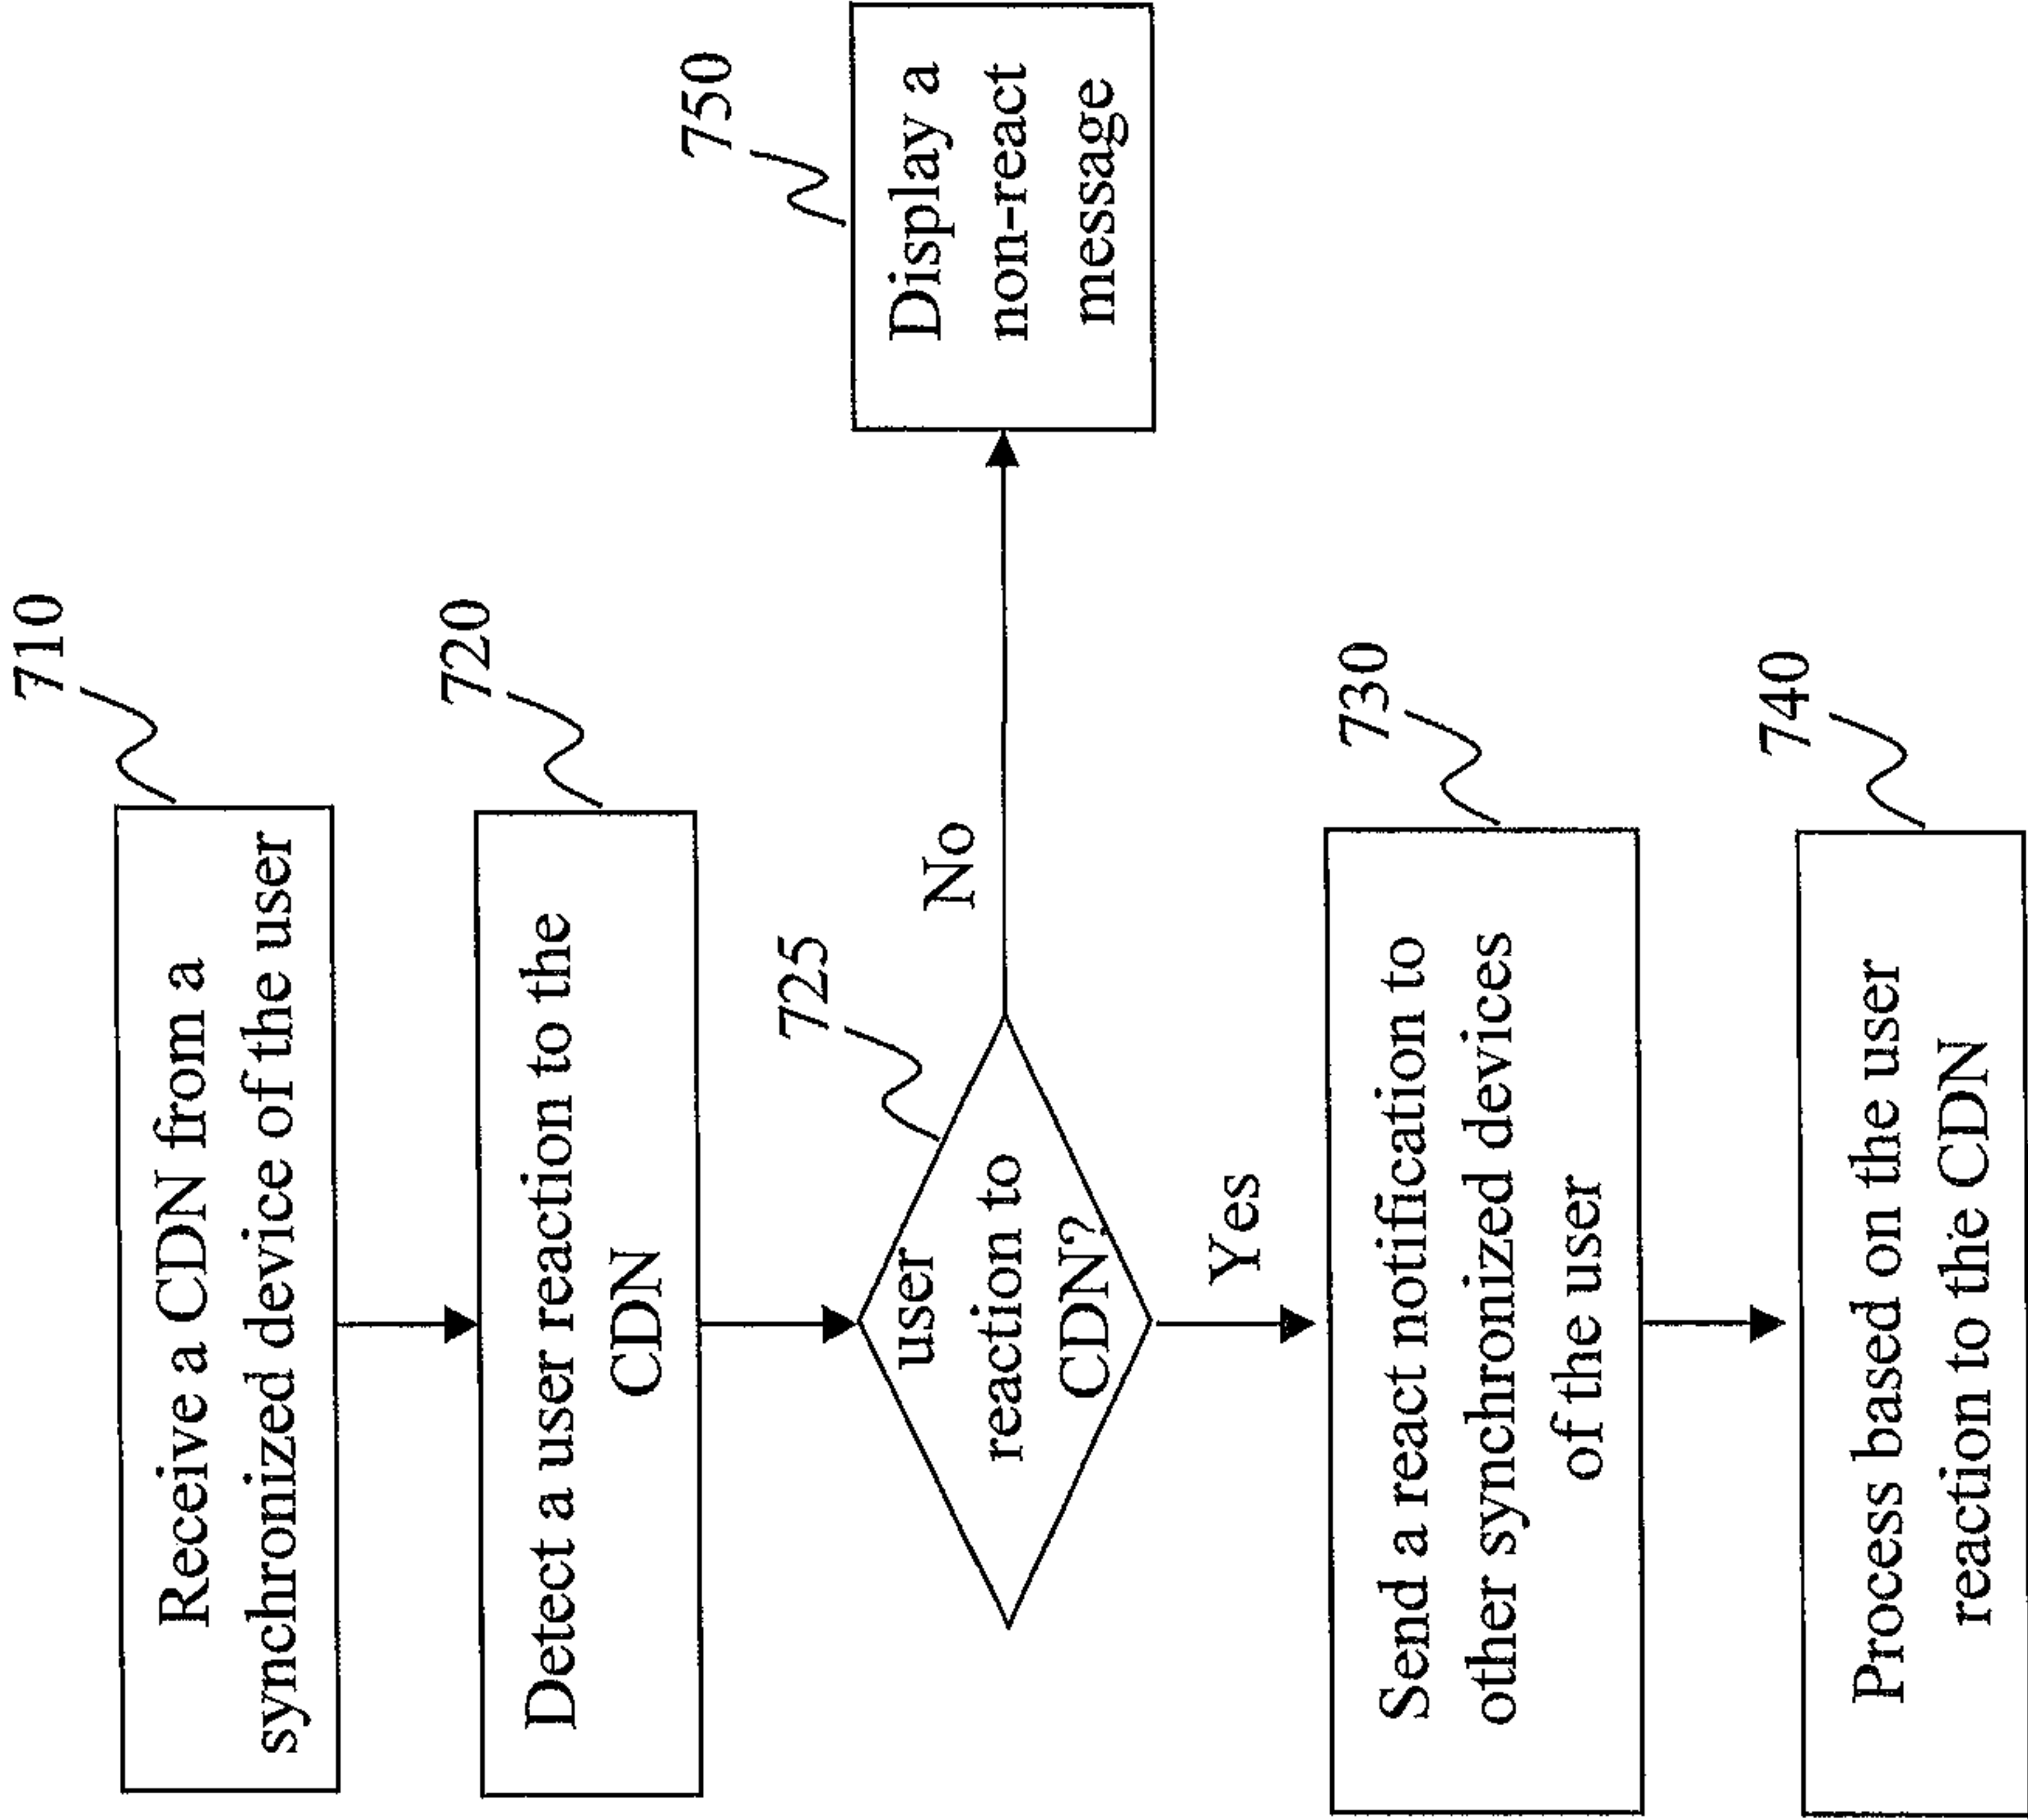 710
Receive a CDN from a
synchronized device of the user
720
Detect a user reaction to the
CDN
725
user
reaction to
CDN?
No
750
Display a
non-react
message
Yes
730
Send a react notification to
other synchronized devices
of the user
740
Process based on the user
reaction to the CDN